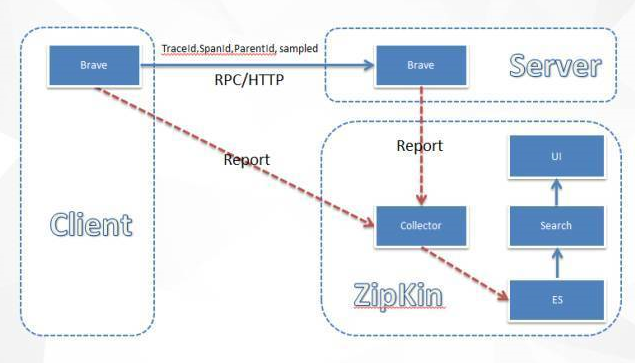 TraceId,SpanId,ParentId, sampled
Brave
Brave
Server
RPC/HTTP
Report
Report
UI
Client
Collector
Search
ZipKin
ES